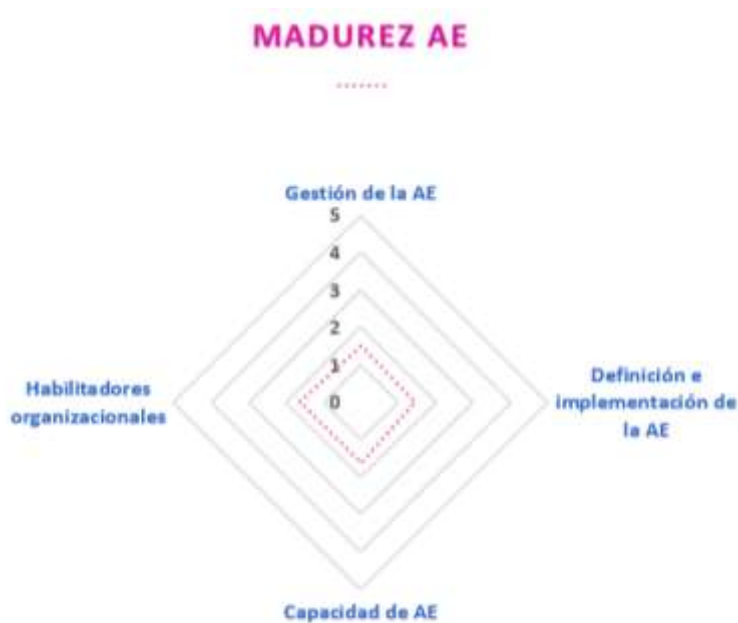 MADUREZ AE
Gestión de la AE
5
4
3
2
1
0
Habilitadores
organizacionales
Definición e
implementación de
la AE
Capacidad de AE